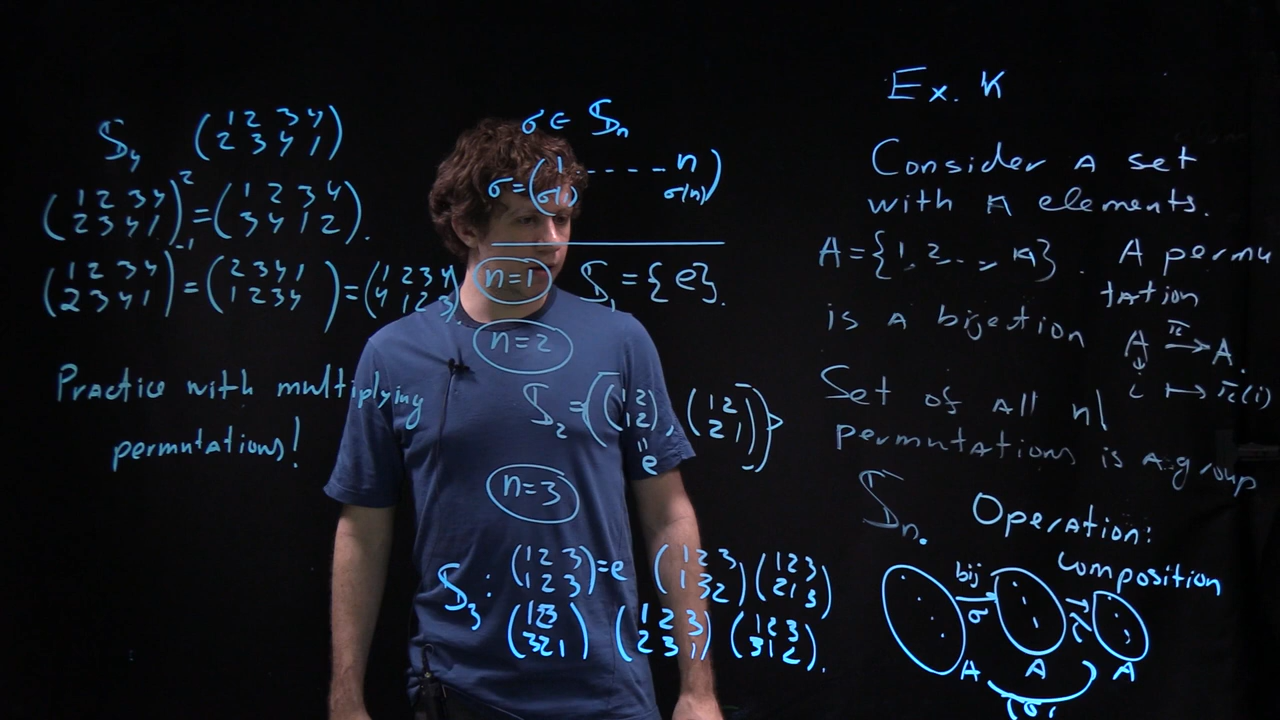 S₄ (1 2 3 4 / 2 3 4 1)
(1 2 3 4 / 2 3 4 1)² = (1 2 3 4 / 3 4 1 2).
(1 2 3 4 / 2 3 4 1)⁻¹ = (2 3 4 1 / 1 2 3 4) = (1 2 3 4 / 4 1 2 3)
Practice with multiplying
permutations!
σ ∈ Sₙ
σ = (1 ----- n / σ(1) σ(n))
n=1 S₁ = {e}.
n=2
S₂ = {(1 2 / 1 2), (1 2 / 2 1)}
=
e
n=3
S₃: (1 2 3 / 1 2 3) = e (1 2 3 / 1 3 2) (1 2 3 / 2 1 3)
(1 2 3 / 3 2 1) (1 2 3 / 2 3 1) (1 2 3 / 3 1 2).
Ex. K
Consider A set
with n elements.
A = {1, 2, .., n}. A permu
tation
is A bijection A π→ A.
i ↦ π(i)
Set of all n!
permutations is A group
Sₙ. Operation:
composition
bij
σ
A A A